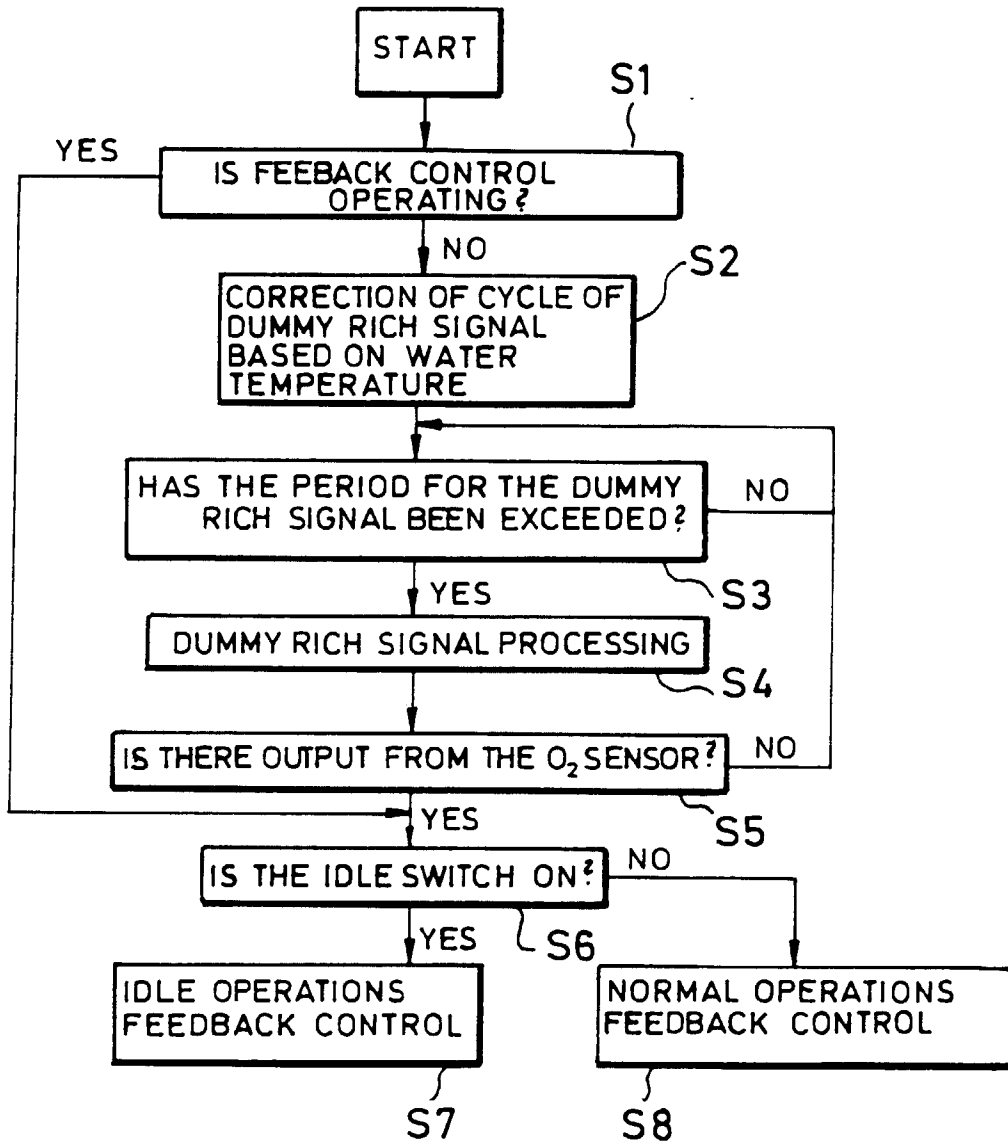 START
S1
YES
IS FEEBACK CONTROL
OPERATING?
NO
S2
CORRECTION OF CYCLE OF
DUMMY RICH SIGNAL
BASED ON WATER
TEMPERATURE
HAS THE PERIOD FOR THE DUMMY
RICH SIGNAL BEEN EXCEEDED?
NO
S3
YES
DUMMY RICH SIGNAL PROCESSING
S4
IS THERE OUTPUT FROM THE O₂ SENSOR?
NO
S5
YES
IS THE IDLE SWITCH ON?
NO
S6
YES
IDLE OPERATIONS
FEEDBACK CONTROL
NORMAL OPERATIONS
FEEDBACK CONTROL
S7
S8